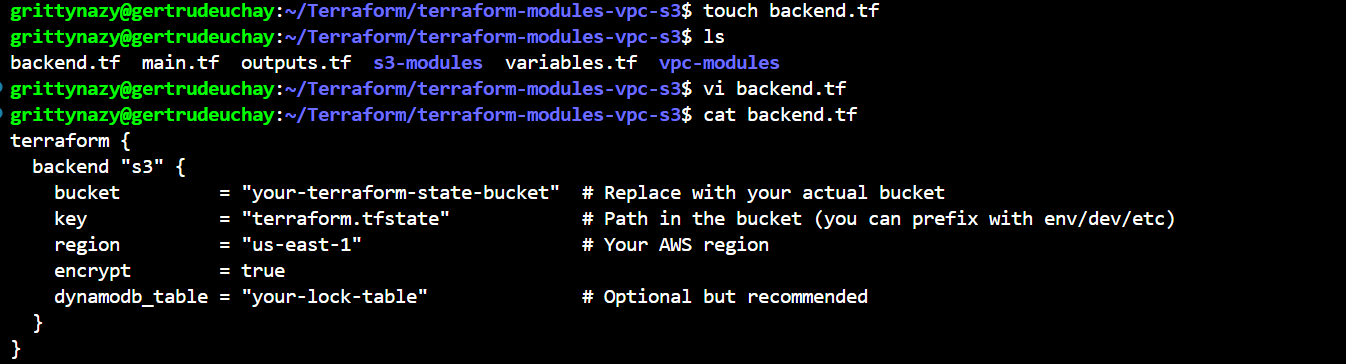 grittynazy@gertrudeuchay:~/Terraform/terraform-modules-vpc-s3$ touch backend.tf
grittynazy@gertrudeuchay:~/Terraform/terraform-modules-vpc-s3$ ls
backend.tf  main.tf  outputs.tf  s3-modules  variables.tf  vpc-modules
grittynazy@gertrudeuchay:~/Terraform/terraform-modules-vpc-s3$ vi backend.tf
grittynazy@gertrudeuchay:~/Terraform/terraform-modules-vpc-s3$ cat backend.tf
terraform {
  backend "s3" {
    bucket         = "your-terraform-state-bucket"  # Replace with your actual bucket
    key            = "terraform.tfstate"            # Path in the bucket (you can prefix with env/dev/etc)
    region         = "us-east-1"                    # Your AWS region
    encrypt        = true
    dynamodb_table = "your-lock-table"              # Optional but recommended
  }
}